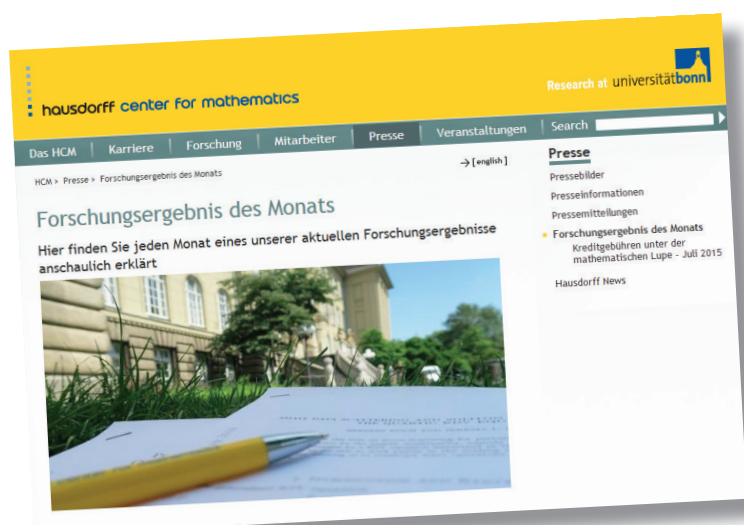 hausdorff center for mathematics
Research at universitätbonn
Das HCM | Karriere | Forschung | Mitarbeiter | Presse | Veranstaltungen | Search
HCM > Presse > Forschungsergebnis des Monats
→ [english]
Forschungsergebnis des Monats
Hier finden Sie jeden Monat eines unserer aktuellen Forschungsergebnisse
anschaulich erklärt
Presse
Pressebilder
Presseinformationen
Pressemitteilungen
Forschungsergebnis des Monats
Kreditgebühren unter der
mathematischen Lupe - Juli 2015
Hausdorff News